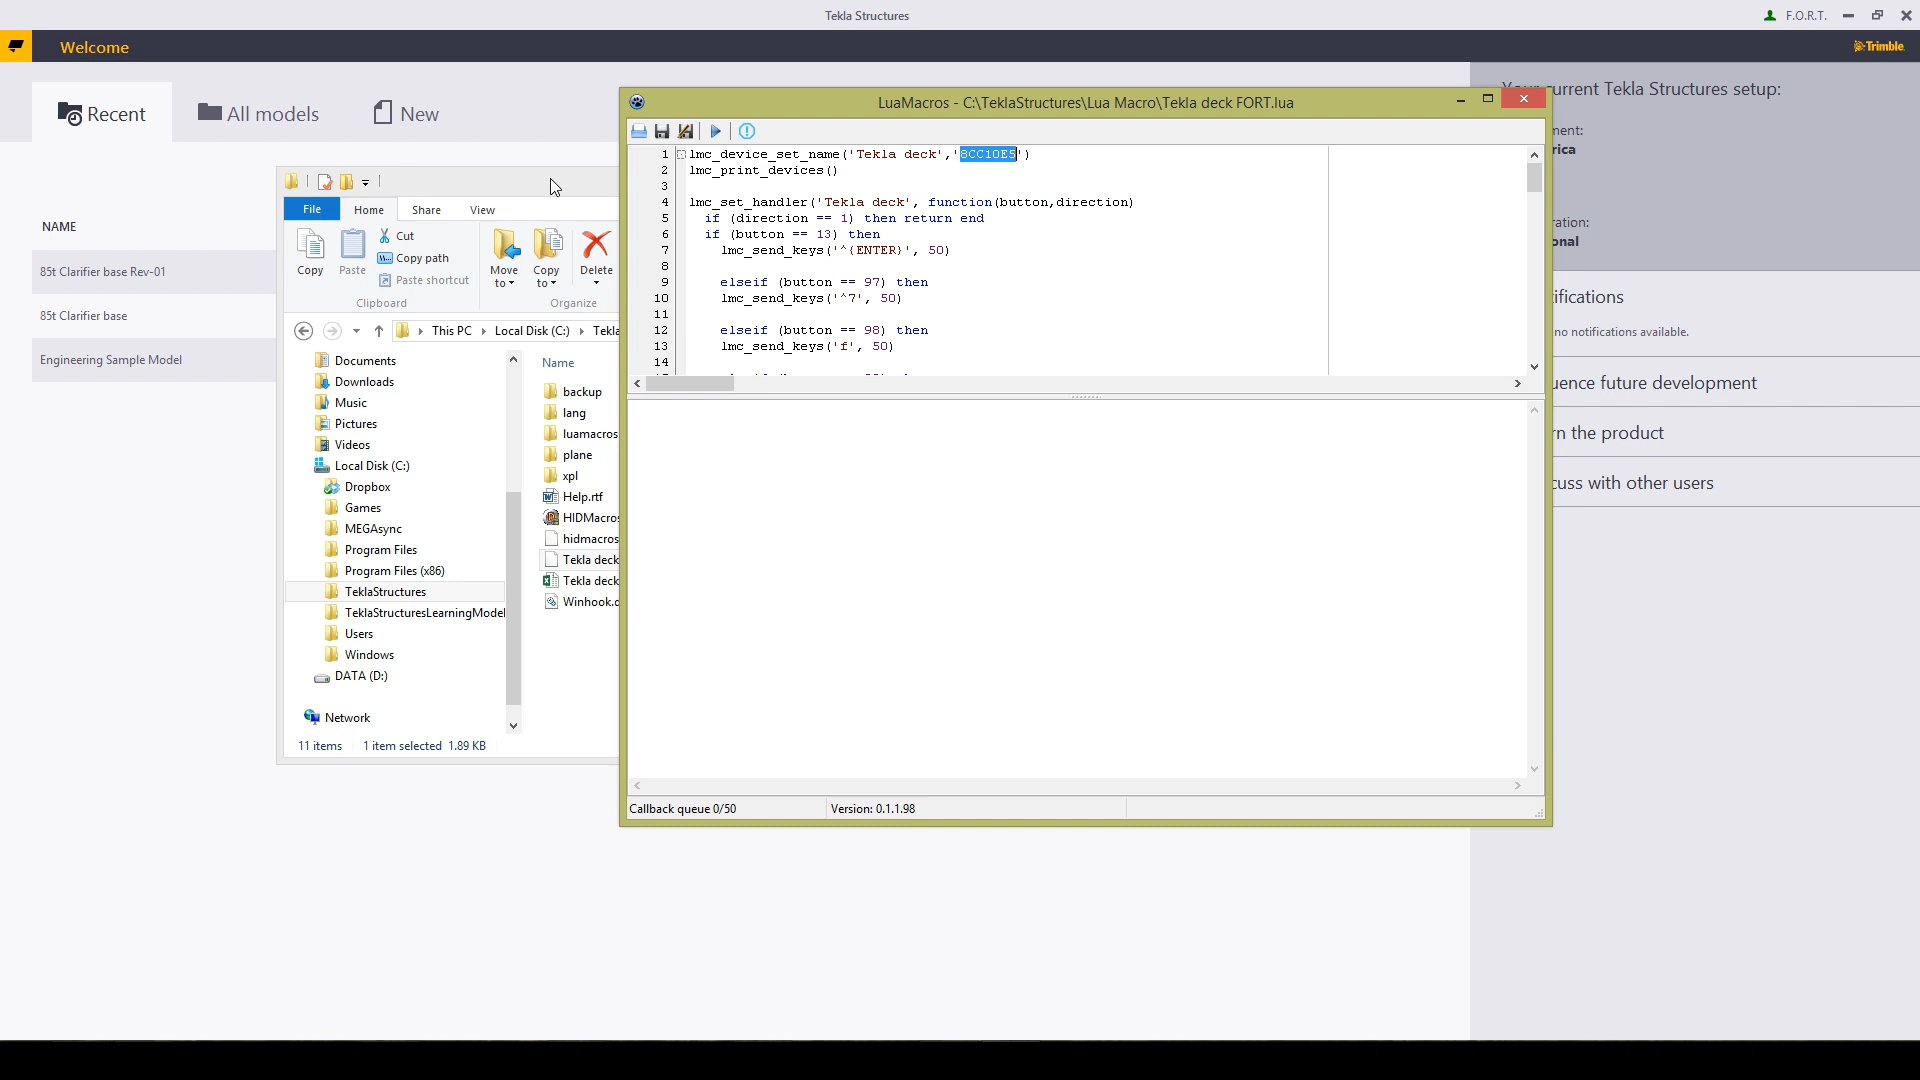 Tekla Structures
F.O.R.T.
Welcome
Trimble
Recent
All models
New
NAME
85t Clarifier base Rev-01
85t Clarifier base
Engineering Sample Model
File
Home
Share
View
Copy
Paste
Cut
Copy path
Paste shortcut
Clipboard
Move to
Copy to
Delete
Organize
This PC
Local Disk (C:)
Tekla
Documents
Downloads
Music
Pictures
Videos
Local Disk (C:)
Dropbox
Games
MEGAsync
Program Files
Program Files (x86)
TeklaStructures
TeklaStructuresLearningModel
Users
Windows
DATA (D:)
Network
11 items 1 item selected 1.89 KB
Name
backup
lang
luamacros
plane
xpl
Help.rtf
HIDMacros
hidmacros
Tekla deck
Tekla deck
Winhook.
LuaMacros - C:\TeklaStructures\Lua Macro\Tekla deck FORT.lua
1 lmc_device_set_name('Tekla deck','8CC10E5')
2 lmc_print_devices()
3
4 lmc_set_handler('Tekla deck', function(button,direction)
5 if (direction == 1) then return end
6 if (button == 13) then
7 lmc_send_keys('^{ENTER}', 50)
8
9 elseif (button == 97) then
10 lmc_send_keys('^7', 50)
11
12 elseif (button == 98) then
13 lmc_send_keys('f', 50)
14
Callback queue 0/50
Version: 0.1.1.98
urrent Tekla Structures setup:
ment:
rica
ration:
onal
ifications
no notifications available.
uence future development
rn the product
cuss with other users